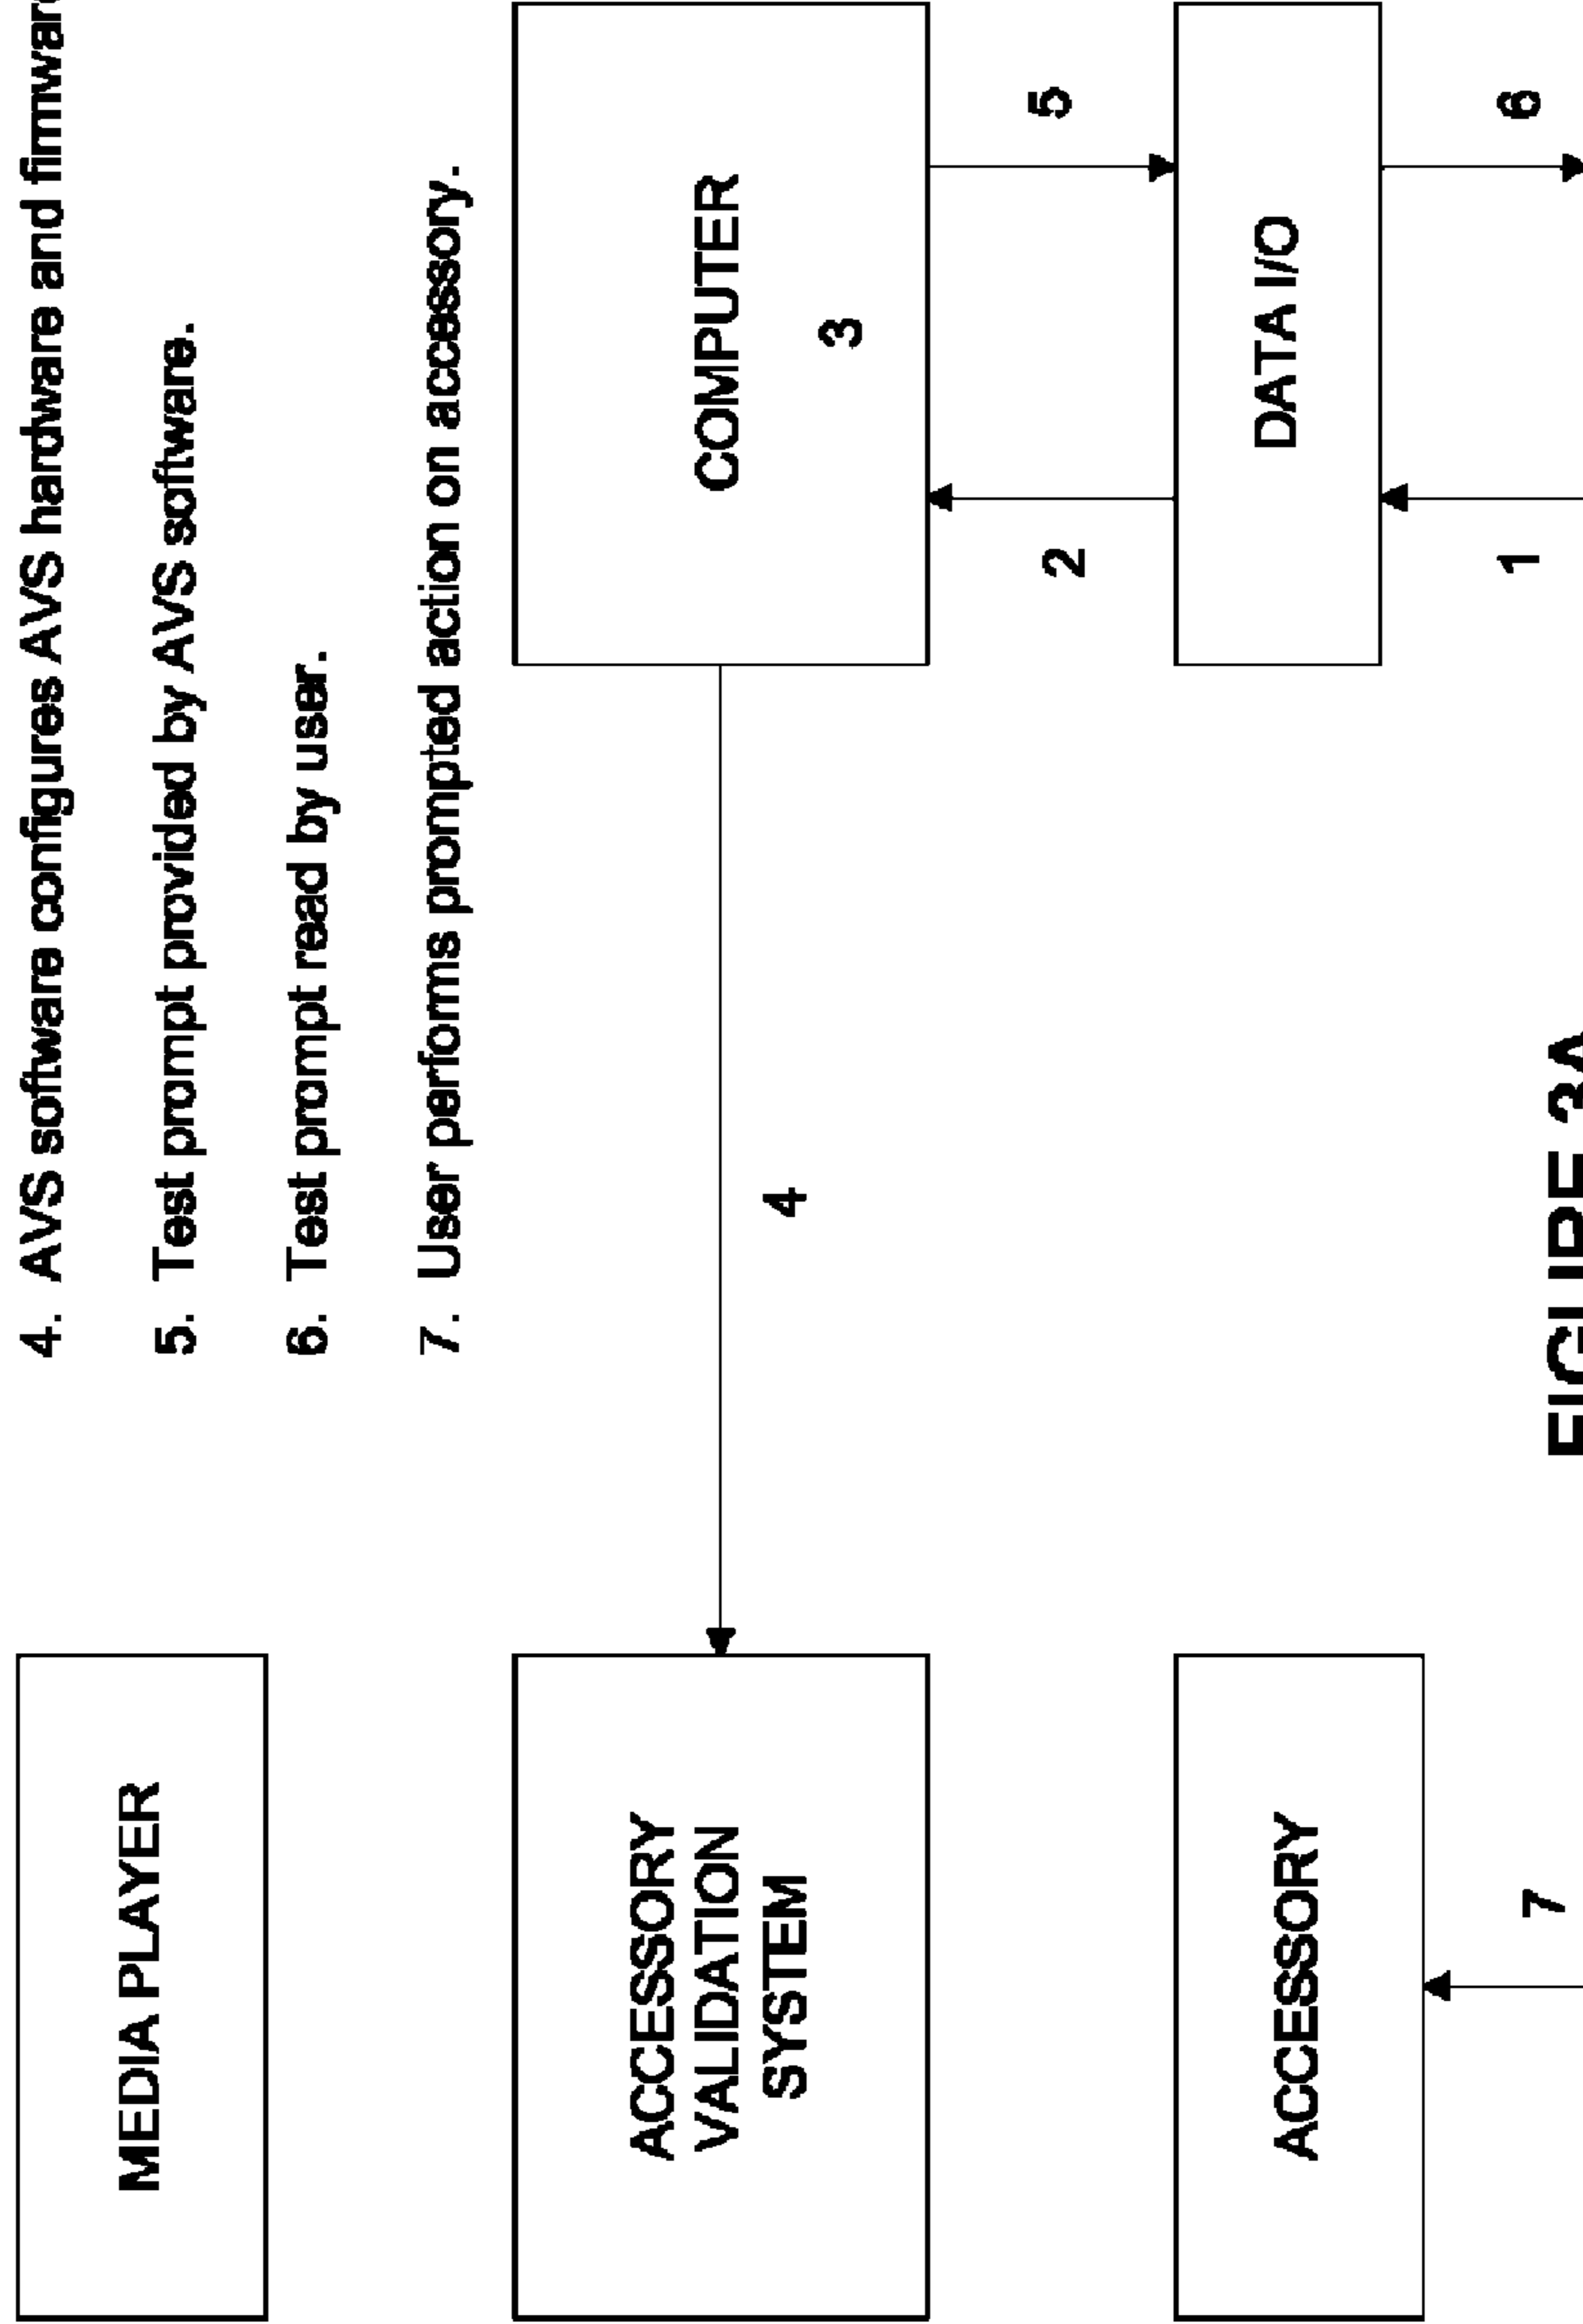 4. AVS software configures AVS hardware and
5. Test prompt provided by AVS software.
6. Test prompt read by user.
7. User performs prompted action on accessory.
MEDIA PLAYER
COMPUTER
3
4
ACCESSORY
VALIDATION
SYSTEM
2
5
DATA I/O
ACCESSORY
1
6
7
FIGURE 3A